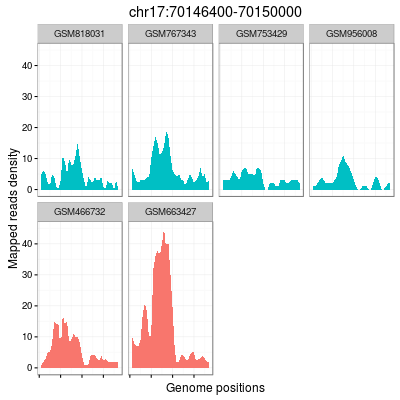 chr17:70146400-70150000
GSM818031 GSM767343 GSM753429 GSM956008
40
30
20
10
0
GSM466732 GSM663427
40
30
20
10
0
Mapped reads density
Genome positions